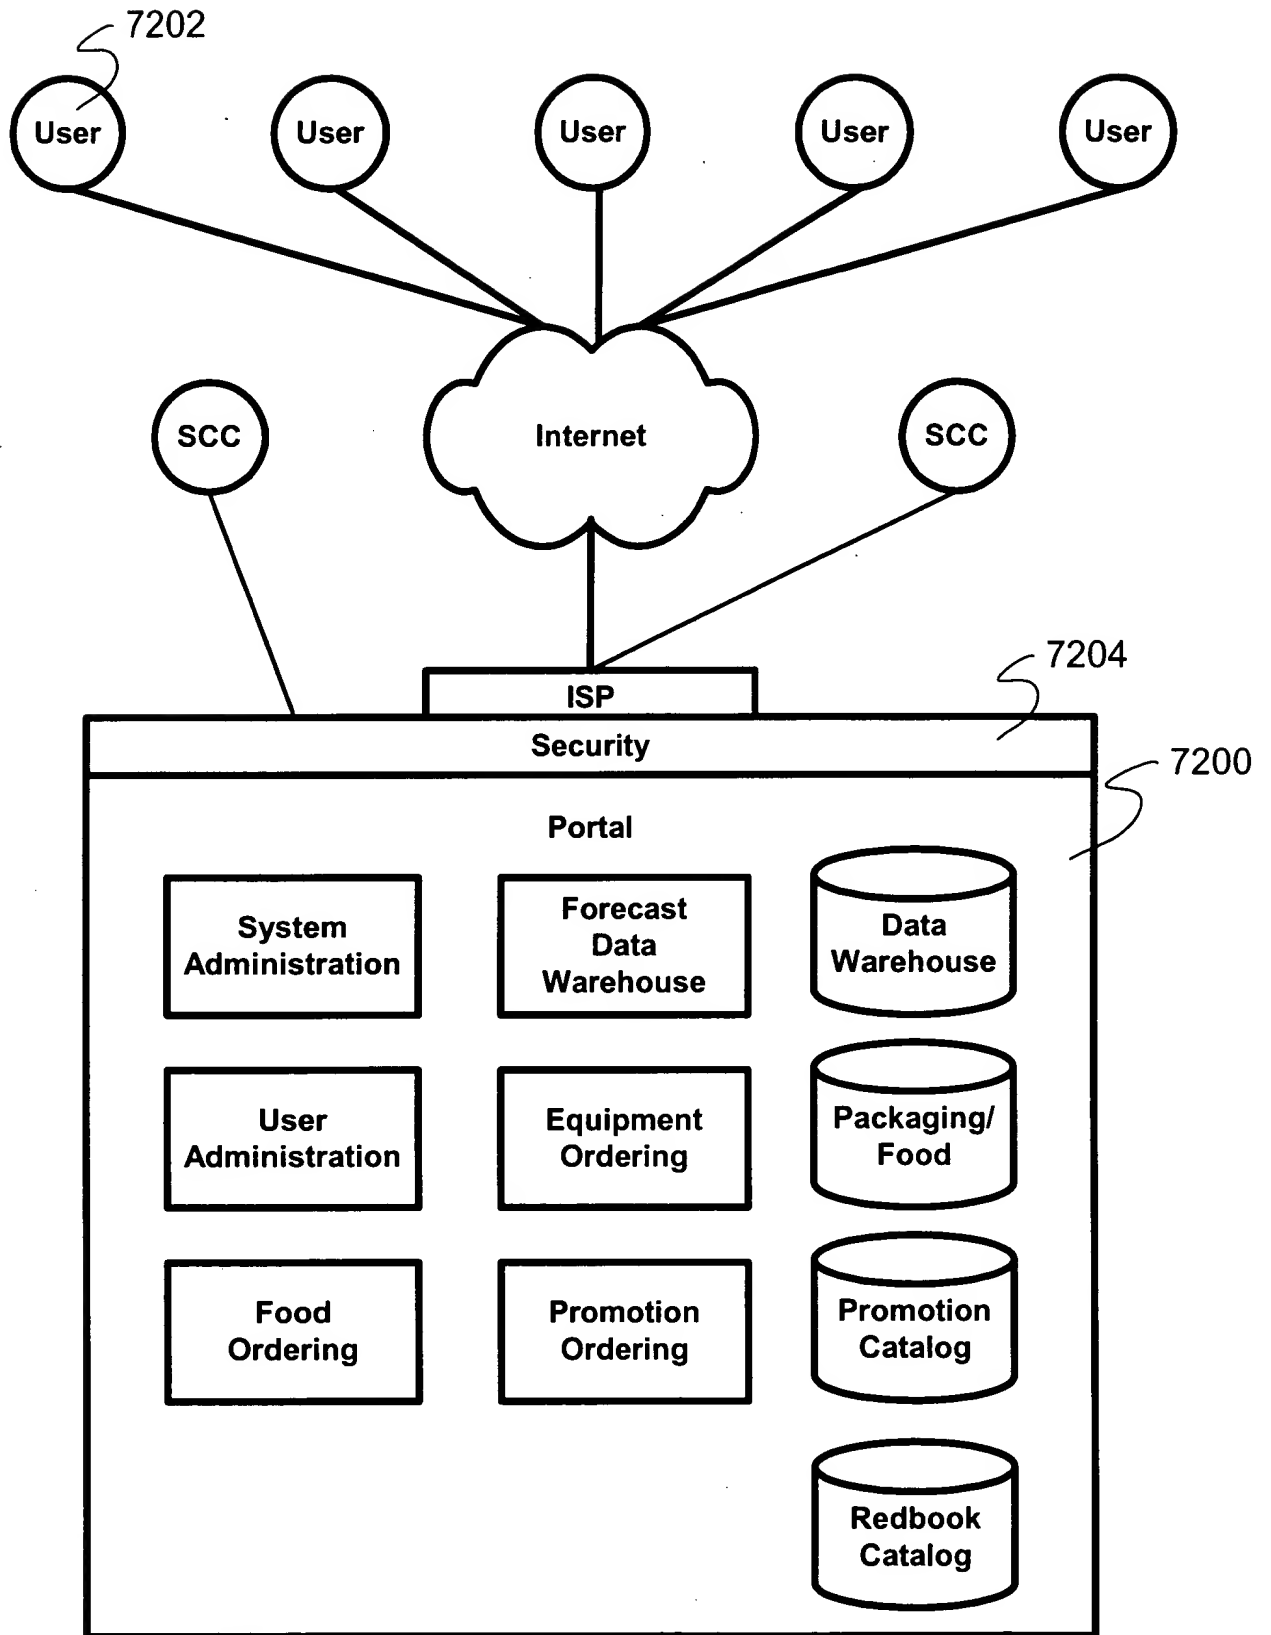 7202
User
User
User
User
User
SCC
Internet
SCC
7204
ISP
Security
7200
Portal
System
Administration
Forecast
Data
Warehouse
Data
Warehouse
User
Administration
Equipment
Ordering
Packaging/
Food
Food
Ordering
Promotion
Ordering
Promotion
Catalog
Redbook
Catalog